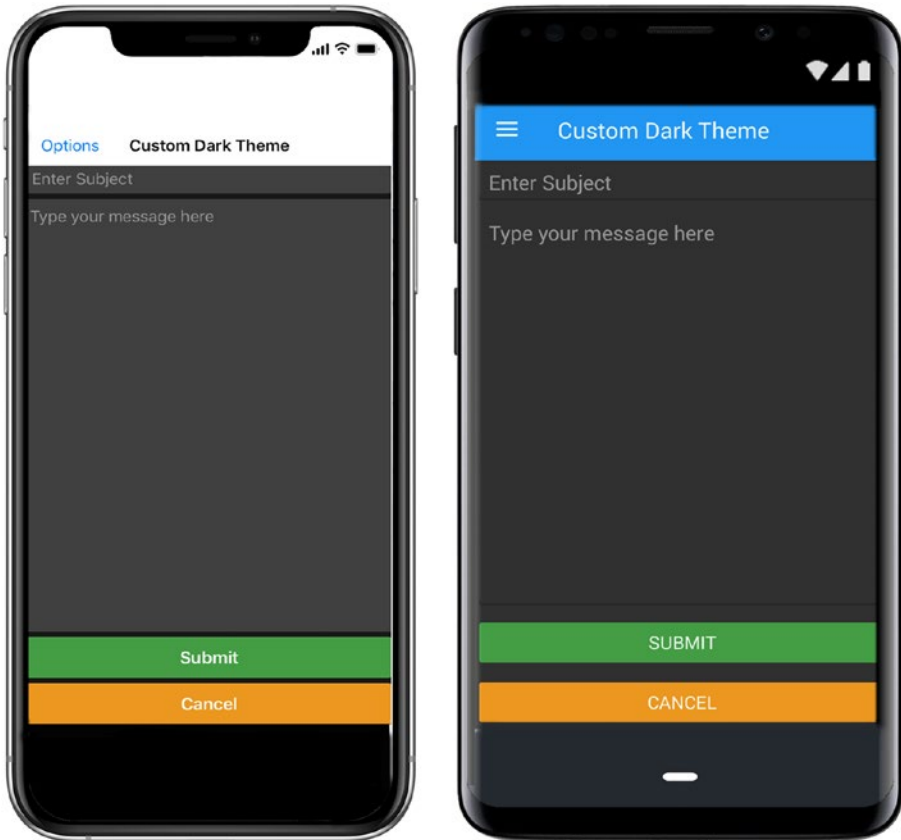 Options Custom Dark Theme
Enter Subject
Type your message here
Submit
Cancel
Custom Dark Theme
Enter Subject
Type your message here
SUBMIT
CANCEL